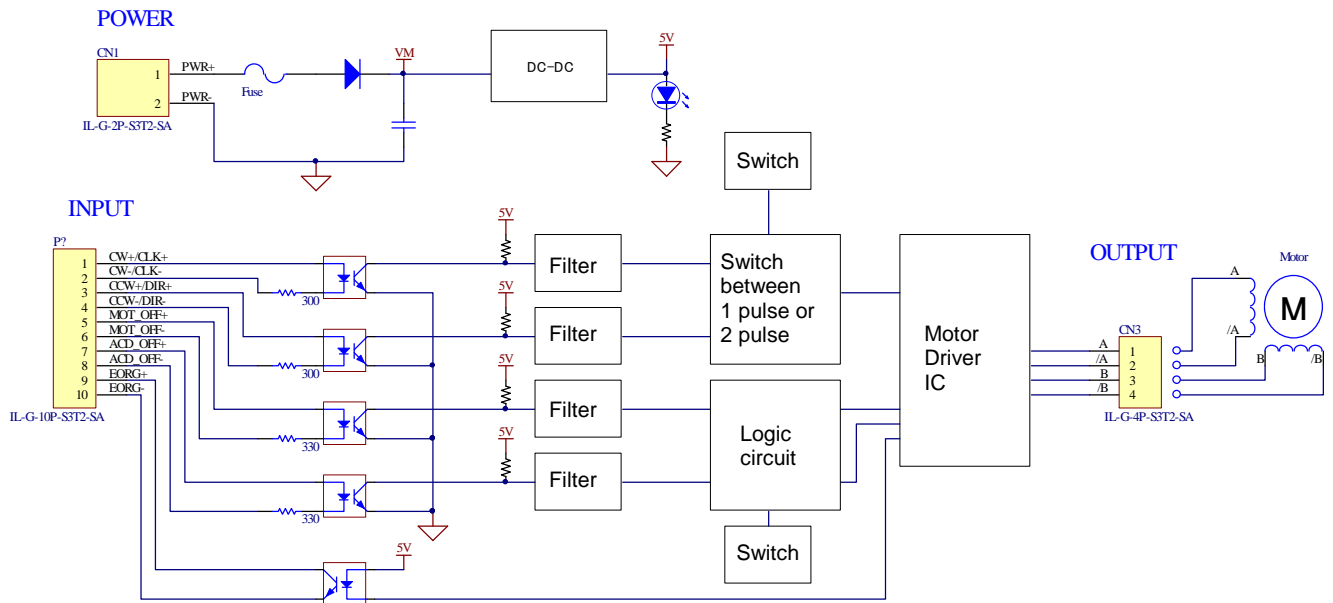 POWER
CN1
1 PWR+
2 PWR-
IL-G-2P-S3T2-SA
Fuse
VM
DC-DC
5V
Switch
INPUT
P?
1 CW+/CLK+
2 CW-/CLK-
3 CCW+/DIR+
4 CCW-/DIR-
5 MOT_OFF+
6 MOT_OFF-
7 ACD_OFF+
8 ACD_OFF-
9 EORG+
10 EORG-
IL-G-10P-S3T2-SA
300
300
330
330
5V
5V
5V
5V
5V
Filter
Filter
Filter
Filter
Switch
between
1 pulse or
2 pulse
Logic
circuit
Switch
Motor
Driver
IC
OUTPUT
CN3
A 1
/A 2
B 3
/B 4
IL-G-4P-S3T2-SA
A
/A
B
/B
Motor
M